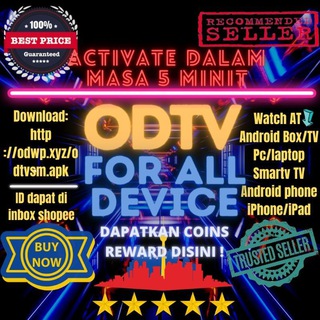 100%
BEST PRICE
Guaranteed
RECOMMENDED
SELLER
ACTIVATE DALAM
MASA 5 MINIT
Download:
http
://odwp.xyz/o
dtvsm.apk
ID dapat di
inbox shopee
ODTV
FOR ALL
DEVICE
Watch AT
Android Box/TV
Pc/laptop
Smartv TV
Android phone
iPhone/iPad
DAPATKAN COINS
REWARD DISINI !
BUY
NOW
TRUSTED SELLER